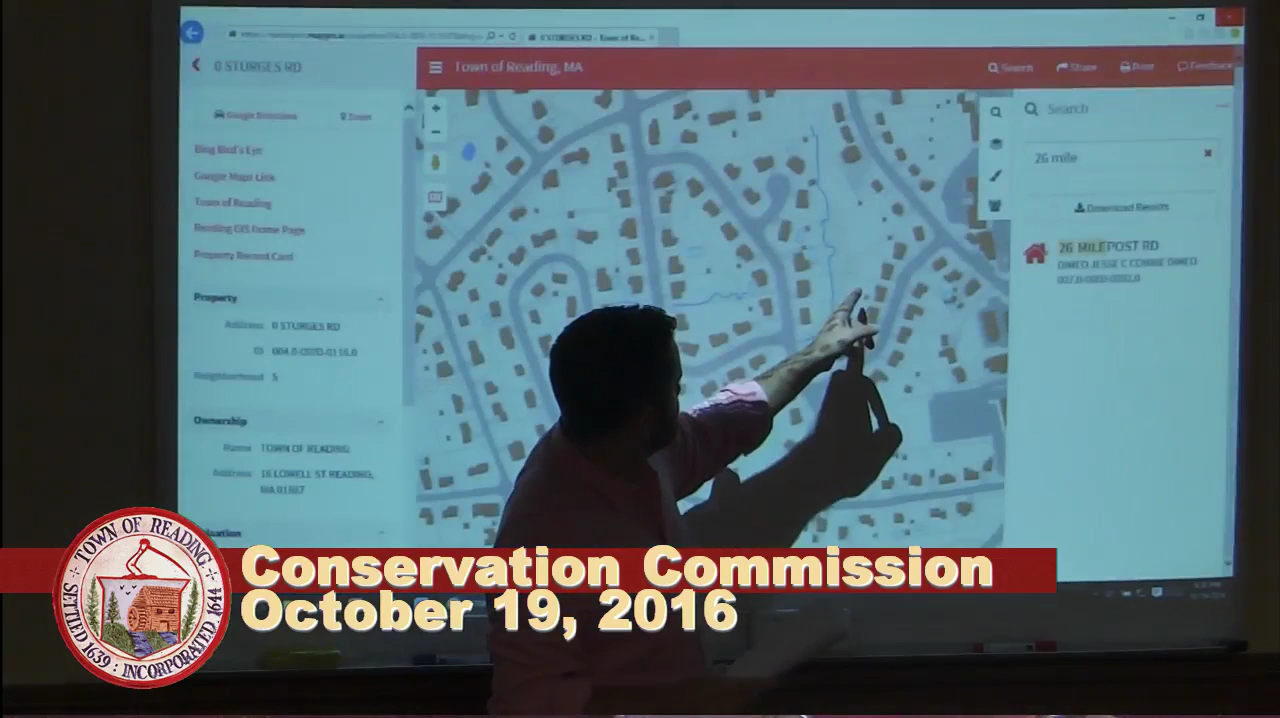 0 STURGES RD
Town of Reading, MA
Search
Share
Print
Feedback
Google Directions
Zoom
Bing Bird's Eye
Google Maps Link
Town of Reading
Reading GIS Home Page
Property Record Card
Property
Address 0 STURGES RD
ID
Neighborhood 5
Ownership
Name TOWN OF READING
Address 16 LOWELL ST READING,
MA 01867
Search
26 mile
Download Results
26 MILEPOST RD
TOWN OF READING
SETTLED 1639 : INCORPORATED 1644
Conservation Commission
October 19, 2016